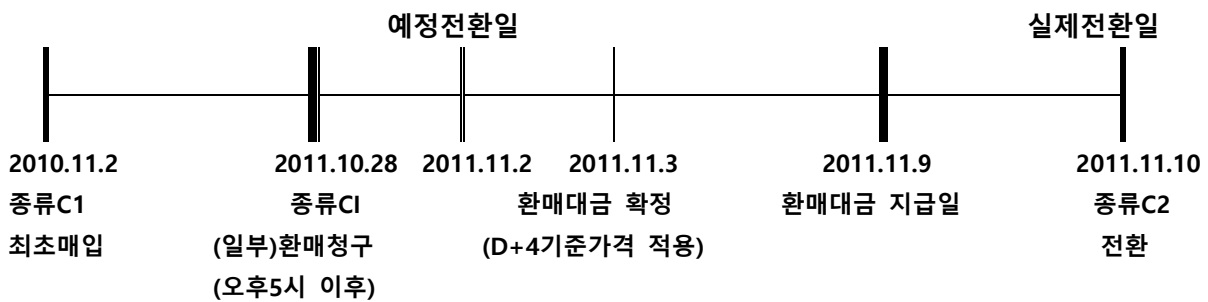 예정전환일 실제전환일
2010.11.2 2011.10.28 2011.11.2 2011.11.3 2011.11.9 2011.11.10
종류C1 종류CI 환매대금 확정 환매대금 지급일 종류C2
최초매입 (일부)환매청구 (D+4기준가격 적용) 전환
(오후5시 이후)